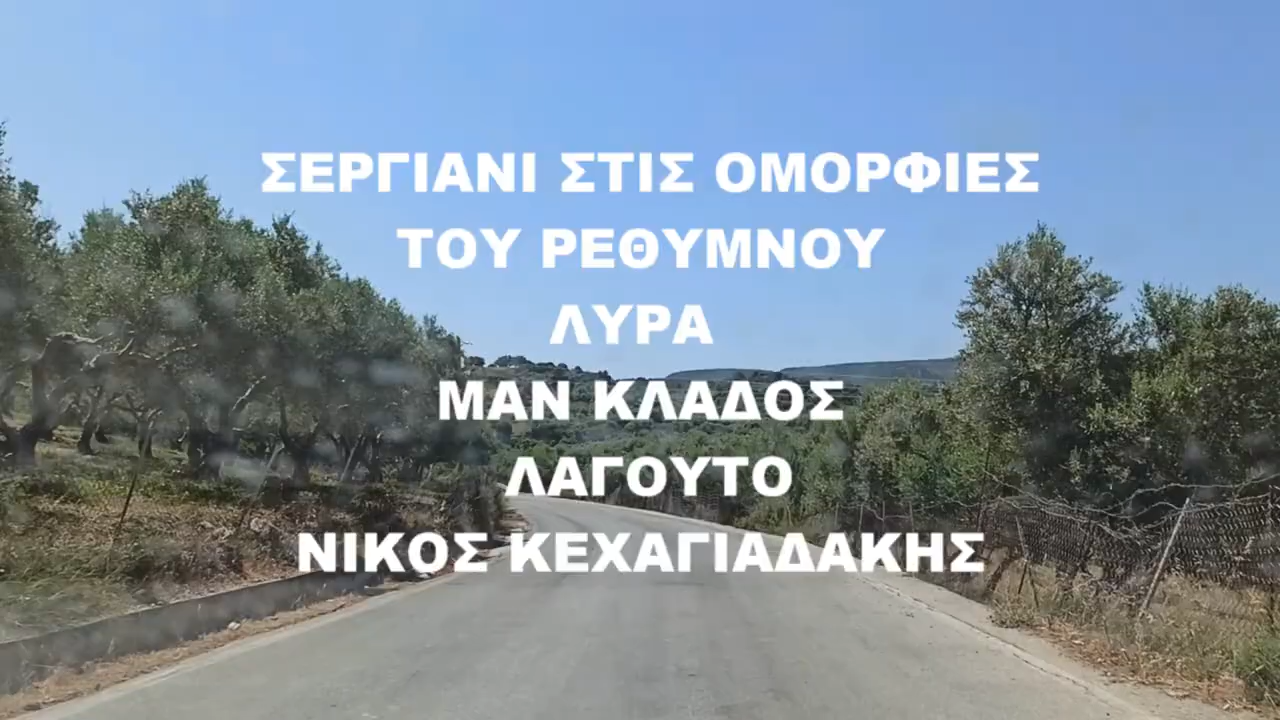 ΣΕΡΓΙΑΝΙ ΣΤΙΣ ΟΜΟΡΦΙΕΣ
ΤΟΥ ΡΕΘΥΜΝΟΥ
ΛΥΡΑ
ΜΑΝ ΚΛΑΔΟΣ
ΛΑΓΟΥΤΟ
ΝΙΚΟΣ ΚΕΧΑΓΙΑΔΑΚΗΣ